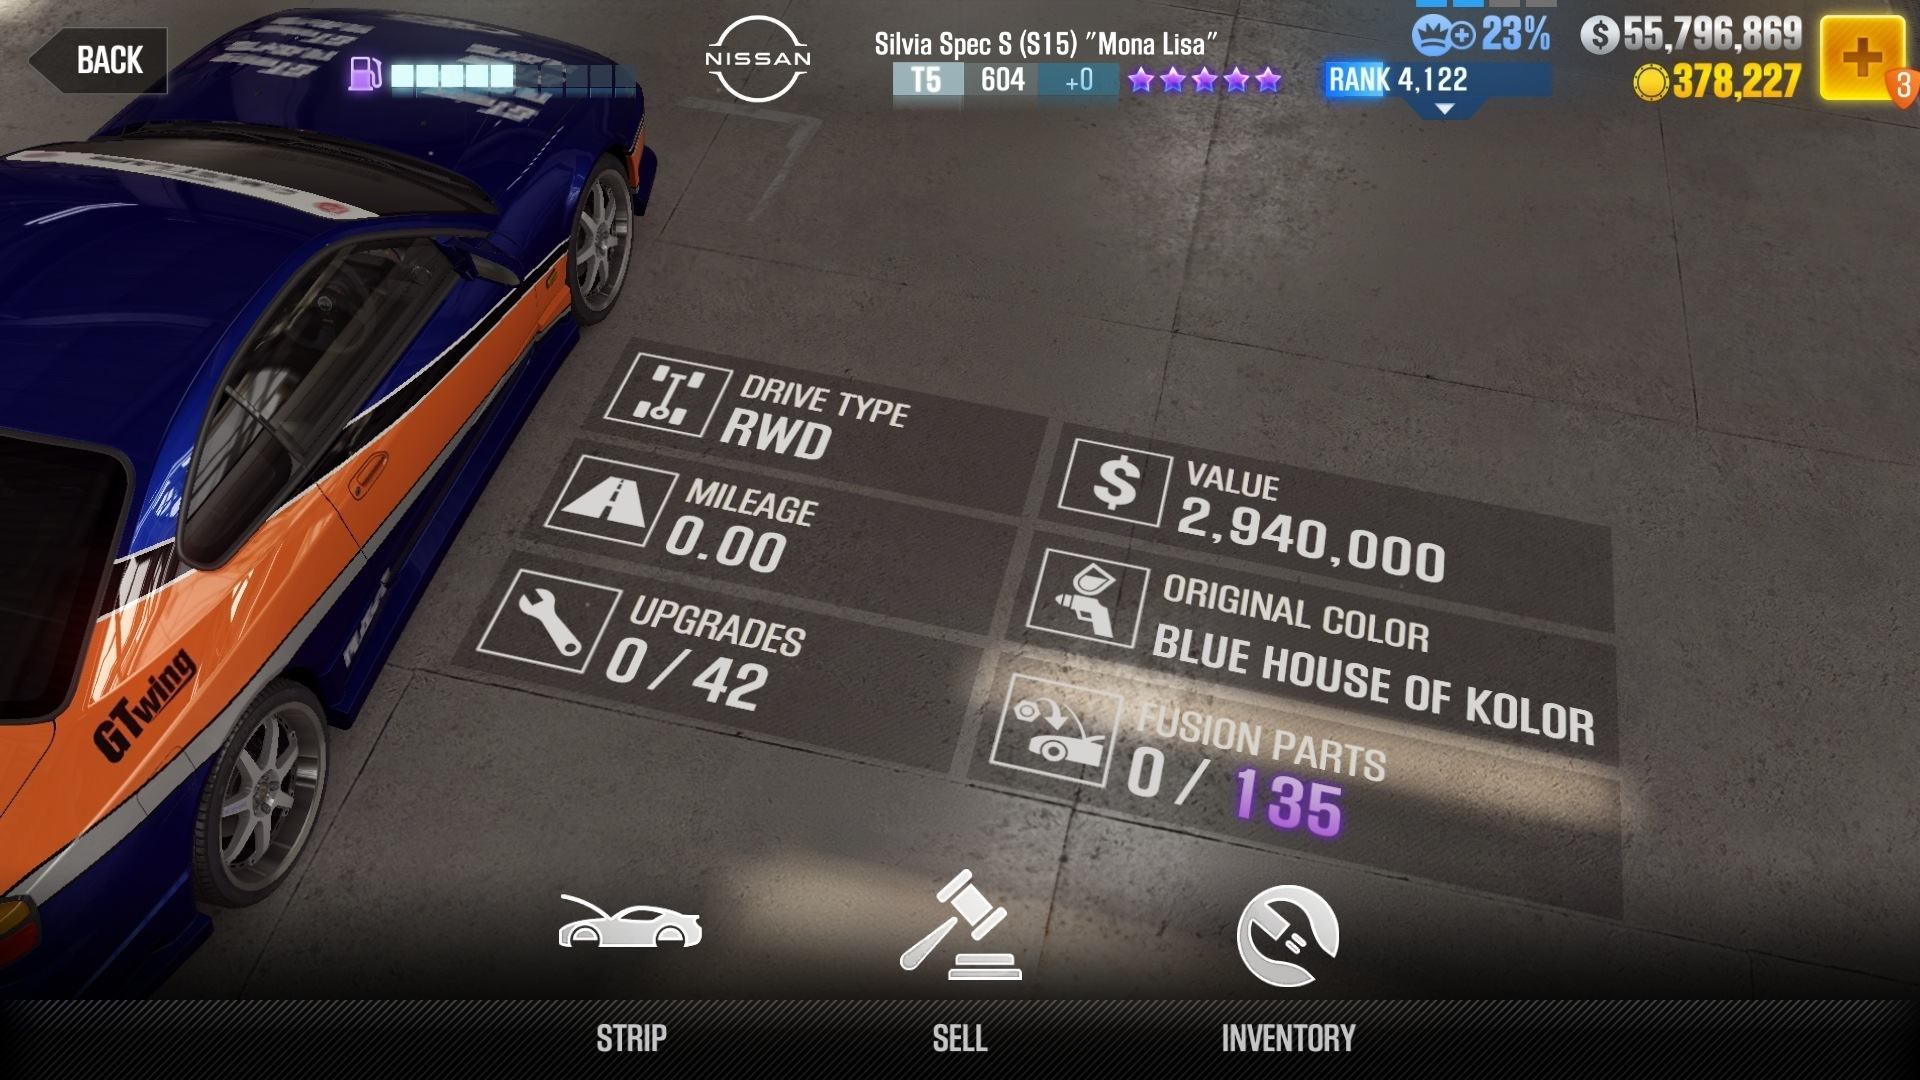 BACK
NISSAN
Silvia Spec S (S15) "Mona Lisa"
T5 604 +0
23%
RANK 4,122
55,796,869
378,227
3
DRIVE TYPE
RWD
MILEAGE
0.00
UPGRADES
0/42
VALUE
2,940,000
ORIGINAL COLOR
BLUE HOUSE OF KOLOR
FUSION PARTS
0/ 135
GTwing
STRIP
SELL
INVENTORY